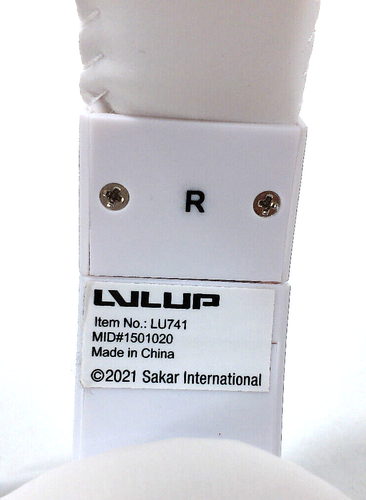 R
LVLUP
Item No.: LU741
MID#1501020
Made in China
©2021 Sakar International